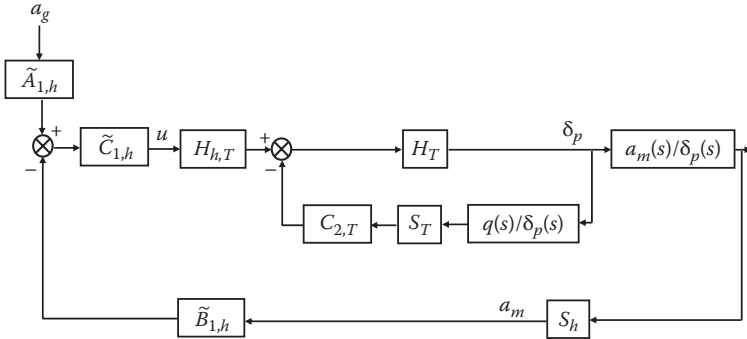 a_g
Ã_{1,h}
+
−
C̃_{1,h}
u
H_{h,T}
+
−
H_T
δ_p
a_m(s)/δ_p(s)
C_{2,T}
S_T
q(s)/δ_p(s)
B̃_{1,h}
a_m
S_h